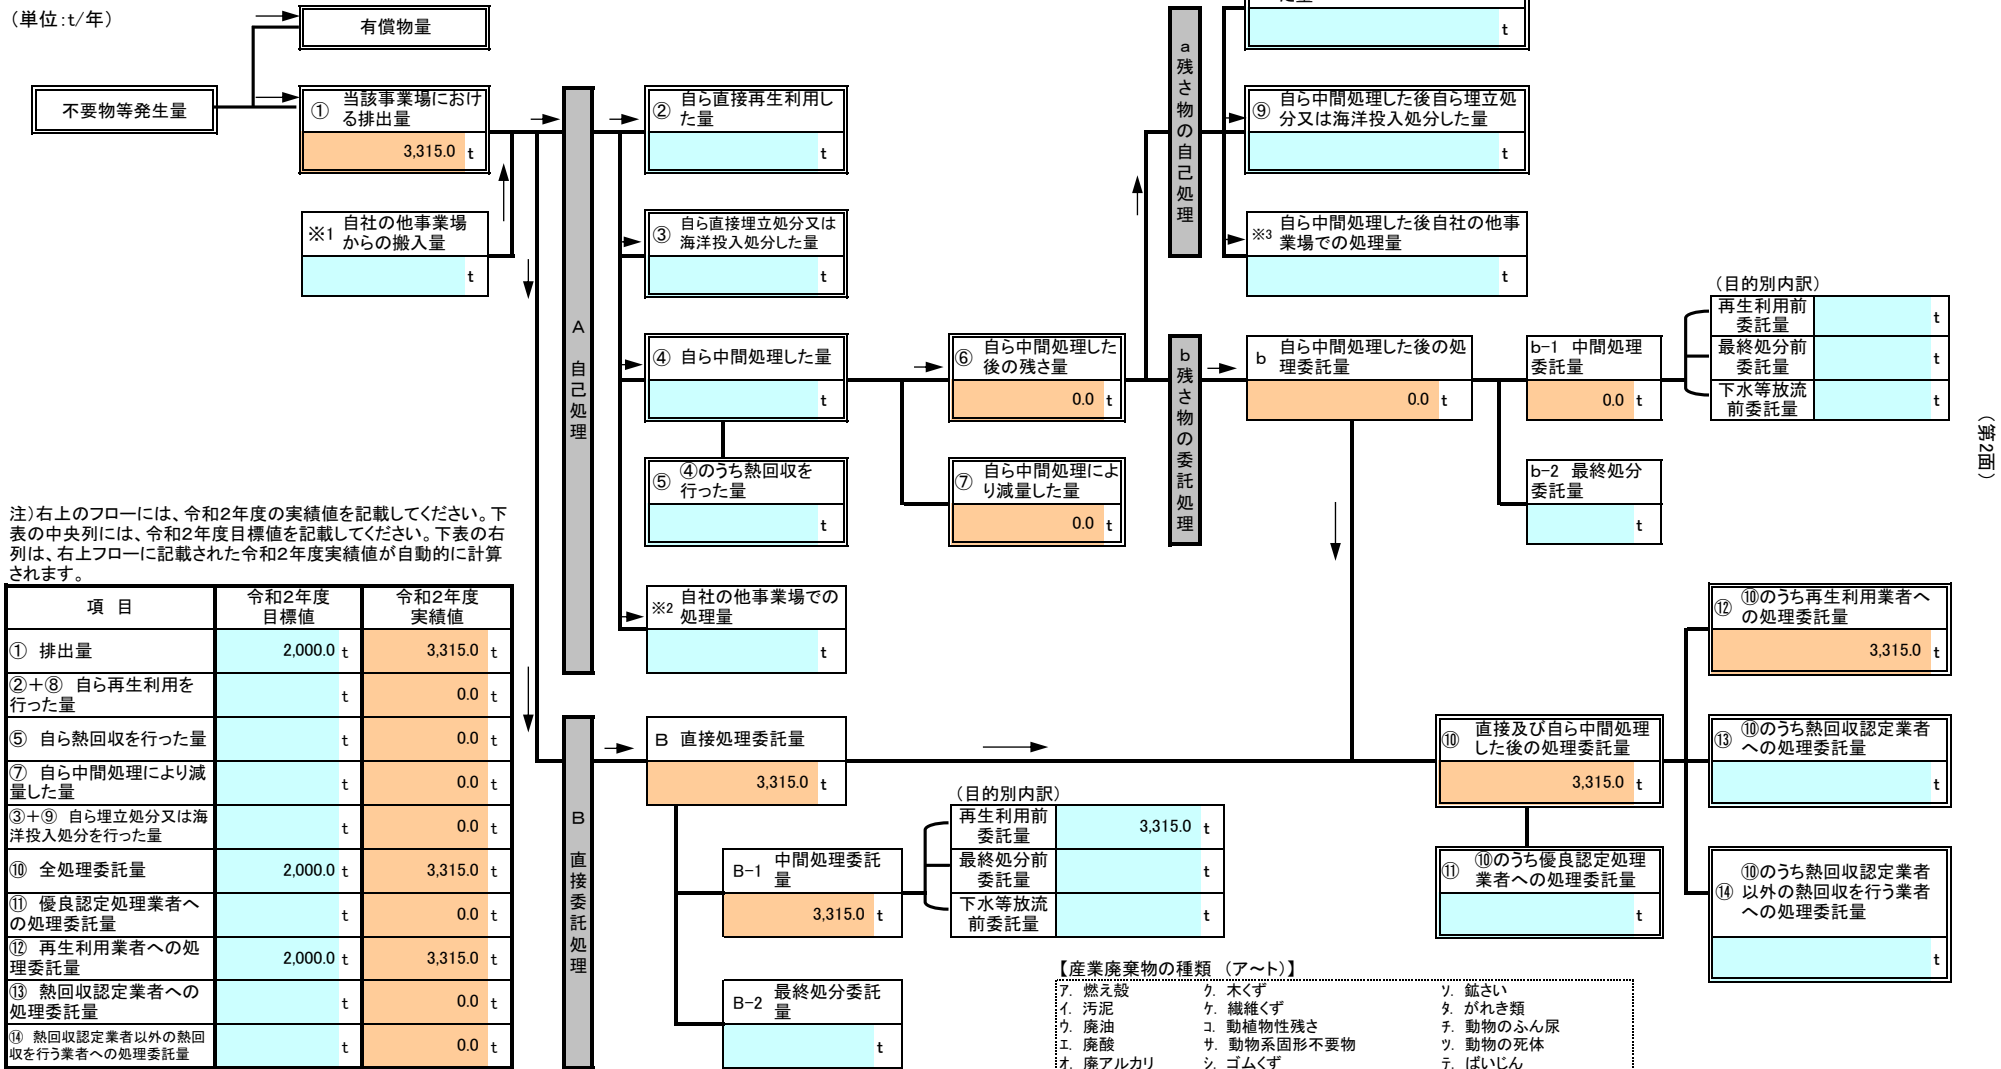 （単位：t/年）
有償物量
不要物等発生量
① 当該事業場におけ
る排出量
3,315.0 t
※1 自社の他事業場
からの搬入量
t
A 自己処理
② 自ら直接再生利用し
た量
t
③ 自ら直接埋立処分又は
海洋投入処分した量
t
④ 自ら中間処理した量
t
⑤ ④のうち熱回収を
行った量
t
※2 自社の他事業場での
処理量
t
⑥ 自ら中間処理した
後の残さ量
0.0 t
⑦ 自ら中間処理によ
り減量した量
0.0 t
a 残さ物の自己処理
t
⑨ 自ら中間処理した後自ら埋立処
分又は海洋投入処分した量
t
※3 自ら中間処理した後自社の他事
業場での処理量
t
b 残さ物の委託処理
b 自ら中間処理した後の処
理委託量
0.0 t
b-1 中間処理
委託量
0.0 t
b-2 最終処分
委託量
t
（目的別内訳）
再生利用前
委託量
t
最終処分前
委託量
t
下水等放流
前委託量
t
（第2面）
注）右上のフローには、令和2年度の実績値を記載してください。下
表の中央列には、令和2年度目標値を記載してください。下表の右
列は、右上フローに記載された令和2年度実績値が自動的に計算
されます。
項 目 令和2年度
目標値 令和2年度
実績値
① 排出量 2,000.0 t 3,315.0 t
②＋⑧ 自ら再生利用を
行った量 t 0.0 t
⑤ 自ら熱回収を行った量 t 0.0 t
⑦ 自ら中間処理により減
量した量 t 0.0 t
③＋⑨ 自ら埋立処分又は海
洋投入処分を行った量 t 0.0 t
⑩ 全処理委託量 2,000.0 t 3,315.0 t
⑪ 優良認定処理業者へ
の処理委託量 t 0.0 t
⑫ 再生利用業者への処
理委託量 2,000.0 t 3,315.0 t
⑬ 熱回収認定業者への
処理委託量 t 0.0 t
⑭ 熱回収認定業者以外の熱回
収を行う業者への処理委託量 t 0.0 t
B 直接委託処理
B 直接処理委託量
3,315.0 t
B-1 中間処理委託
量
3,315.0 t
B-2 最終処分委託
量
t
（目的別内訳）
再生利用前
委託量
3,315.0 t
最終処分前
委託量
t
下水等放流
前委託量
t
⑩ 直接及び自ら中間処理
した後の処理委託量
3,315.0 t
⑪ ⑩のうち優良認定処理
業者への処理委託量
t
⑫ ⑩のうち再生利用業者へ
の処理委託量
3,315.0 t
⑬ ⑩のうち熱回収認定業者
への処理委託量
t
⑭ ⑩のうち熱回収認定業者
以外の熱回収を行う業者
への処理委託量
t
【産業廃棄物の種類 （ア～ト）】
ア. 燃え殻 ク. 木くず ソ. 鉱さい
イ. 汚泥 ケ. 繊維くず タ. がれき類
ウ. 廃油 コ. 動植物性残さ チ. 動物のふん尿
エ. 廃酸 サ. 動物系固形不要物 ツ. 動物の死体
オ. 廃アルカリ シ. ゴムくず テ. ばいじん